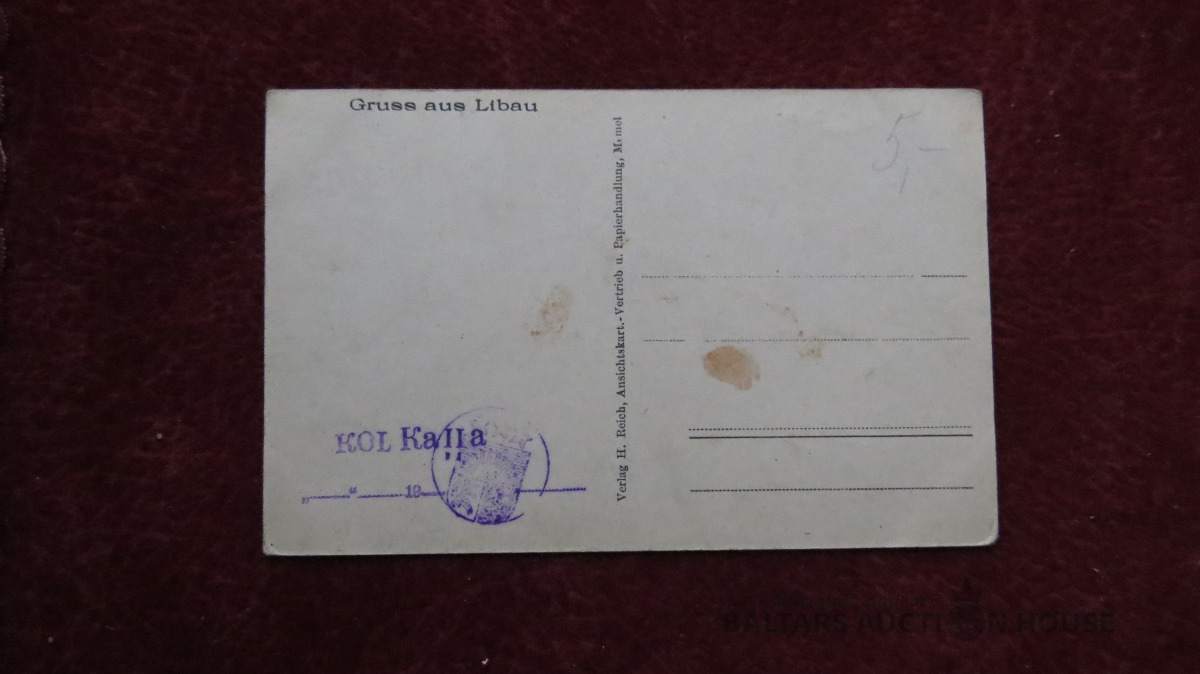 Gruss aus Libau
5,–
Verlag H. Reich, Ansichtskart.-Vertrieb u. Papierhandlung, Memel
KOL Kalla
„ “ 19
BALTARS AUCTION HOUSE